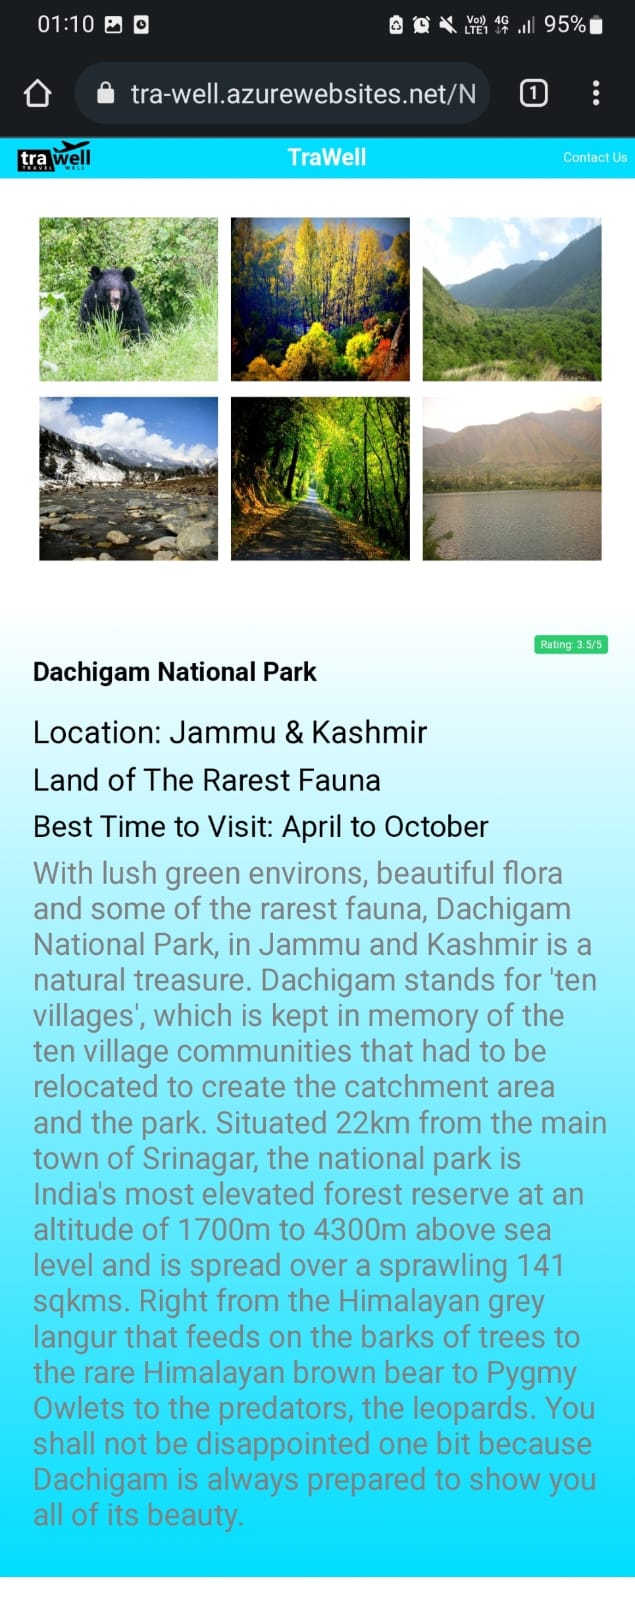 01:10 Vo)) LTE1 4G 95%
tra-well.azurewebsites.net/N 1
tra well TraWell Contact Us
TRAVEL WELL
Rating: 3.5/5
Dachigam National Park
Location: Jammu & Kashmir
Land of The Rarest Fauna
Best Time to Visit: April to October
With lush green environs, beautiful flora
and some of the rarest fauna, Dachigam
National Park, in Jammu and Kashmir is a
natural treasure. Dachigam stands for 'ten
villages', which is kept in memory of the
ten village communities that had to be
relocated to create the catchment area
and the park. Situated 22km from the main
town of Srinagar, the national park is
India's most elevated forest reserve at an
altitude of 1700m to 4300m above sea
level and is spread over a sprawling 141
sqkms. Right from the Himalayan grey
langur that feeds on the barks of trees to
the rare Himalayan brown bear to Pygmy
Owlets to the predators, the leopards. You
shall not be disappointed one bit because
Dachigam is always prepared to show you
all of its beauty.